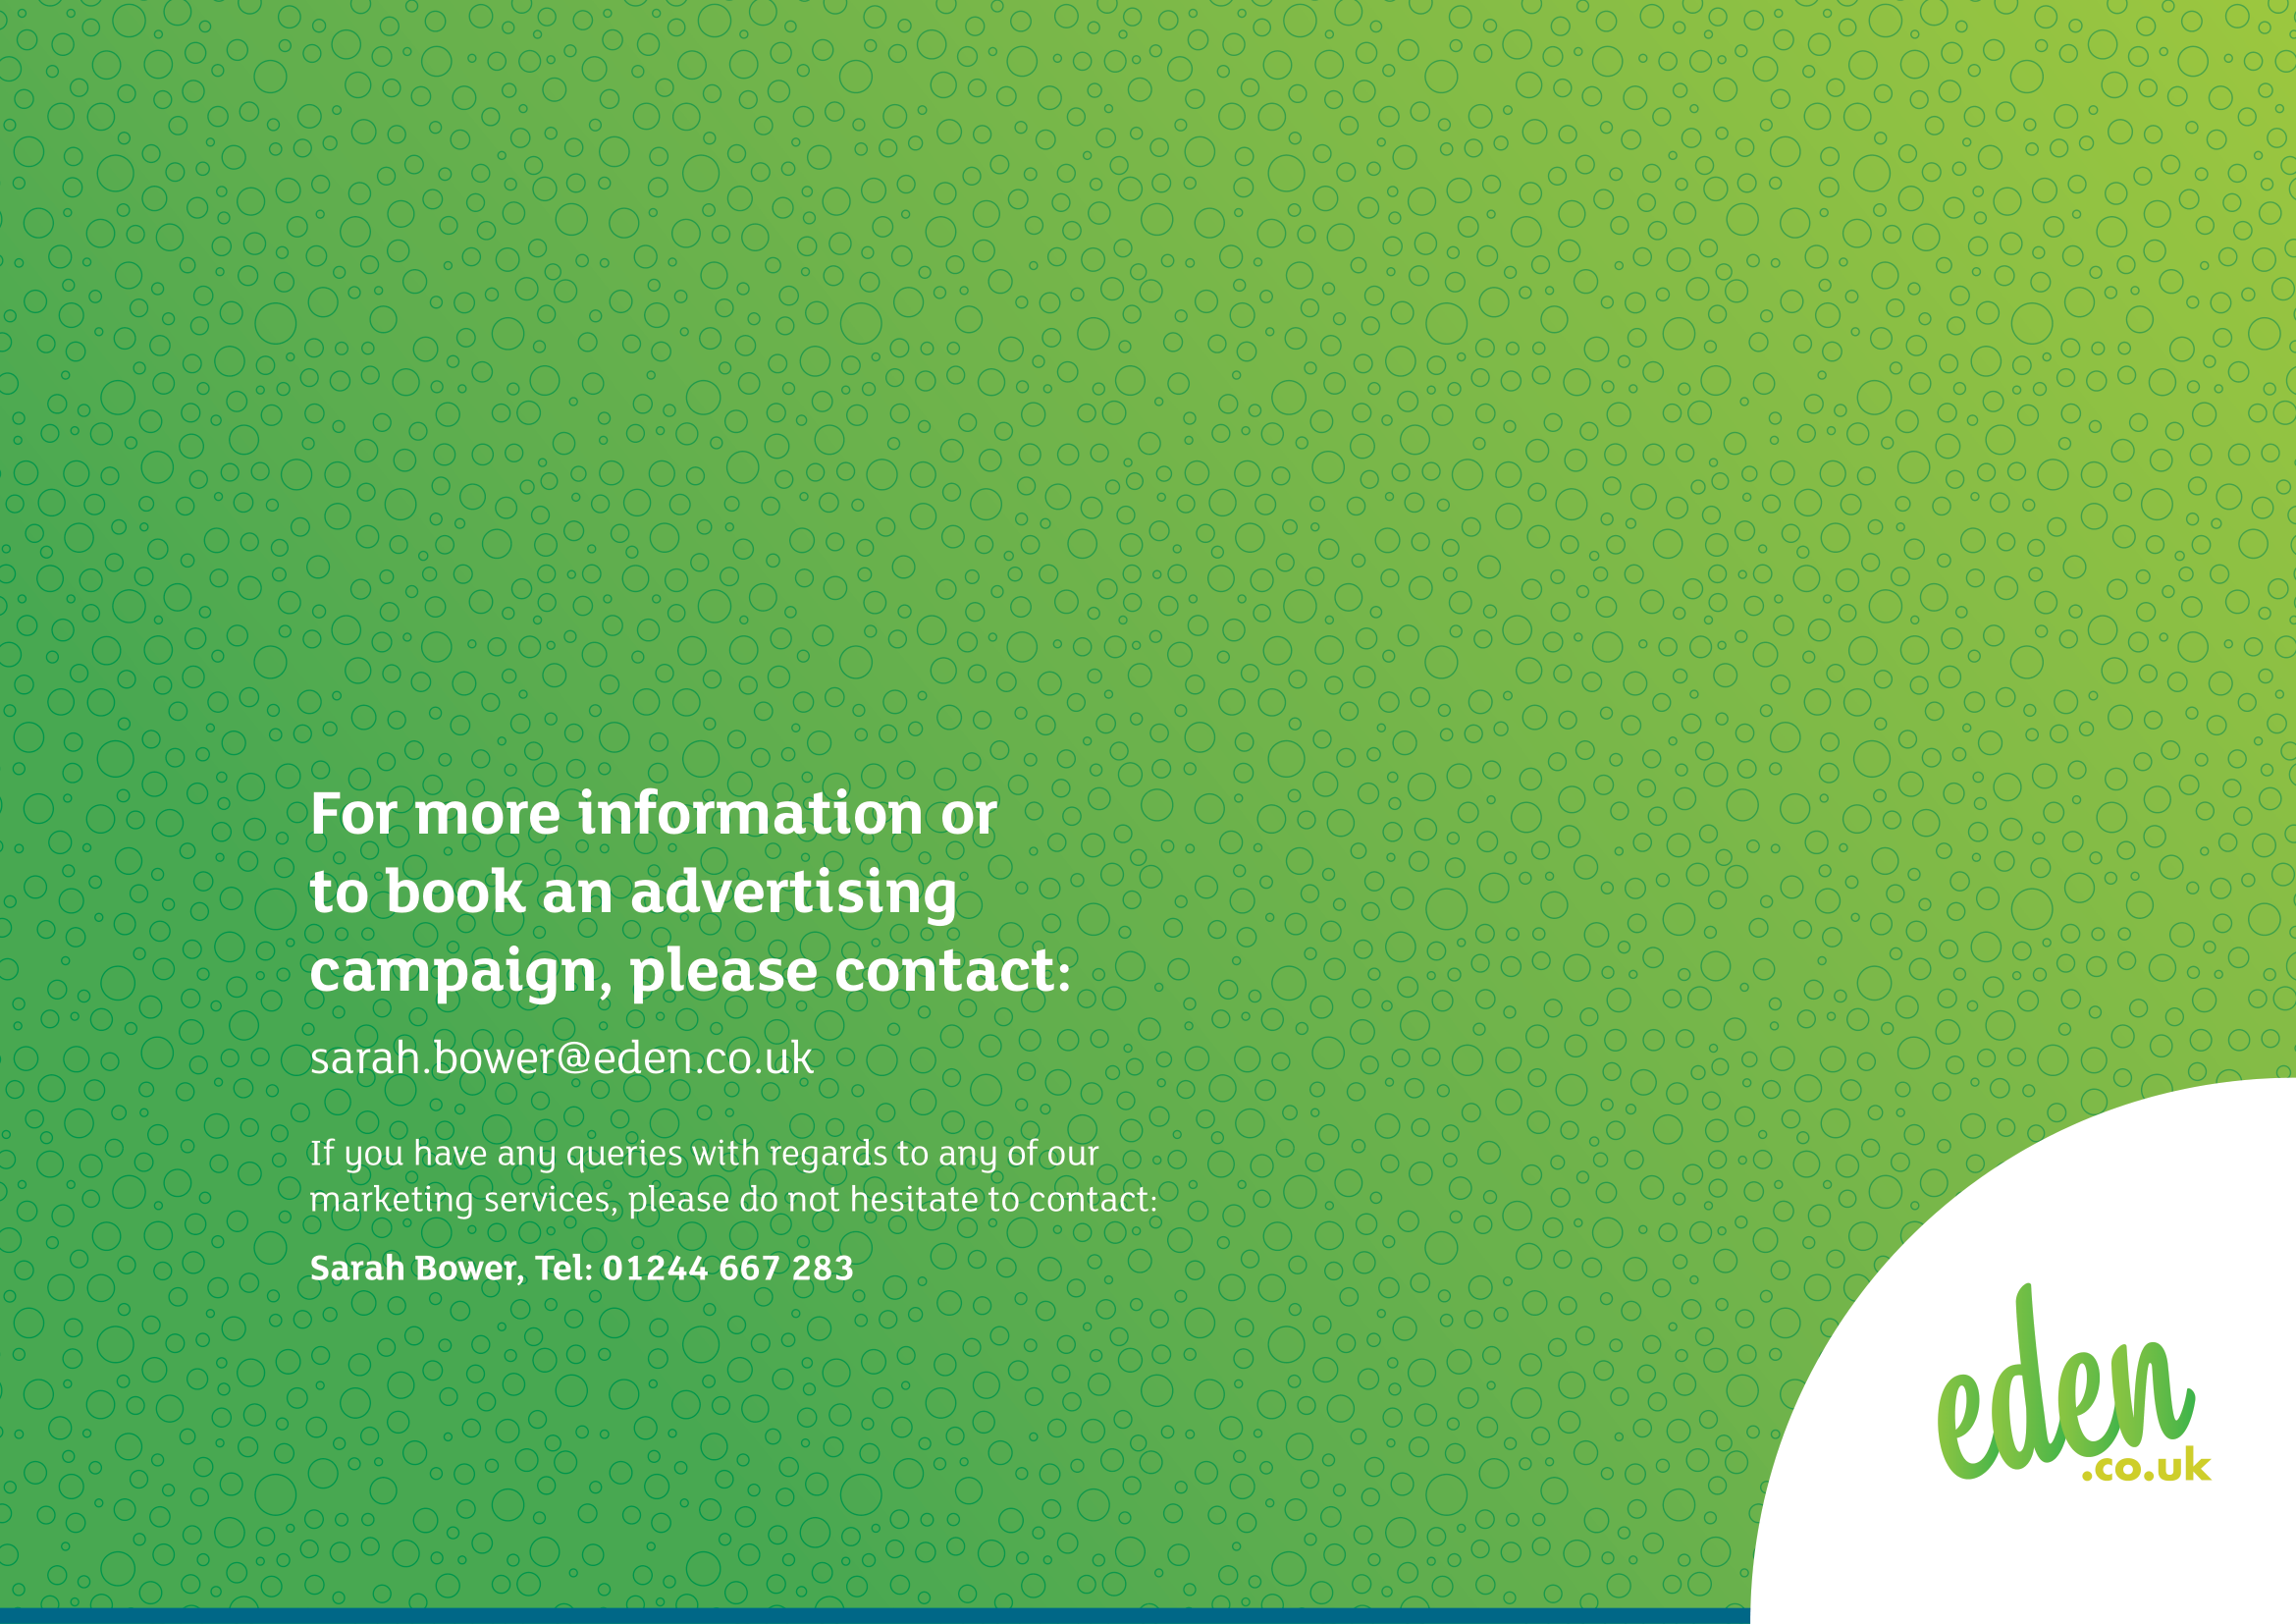 For more information or
to book an advertising
campaign, please contact:
sarah.bower@eden.co.uk
If you have any queries with regards to any of our
marketing services, please do not hesitate to contact:
Sarah Bower, Tel: 01244 667 283
eden
.co.uk